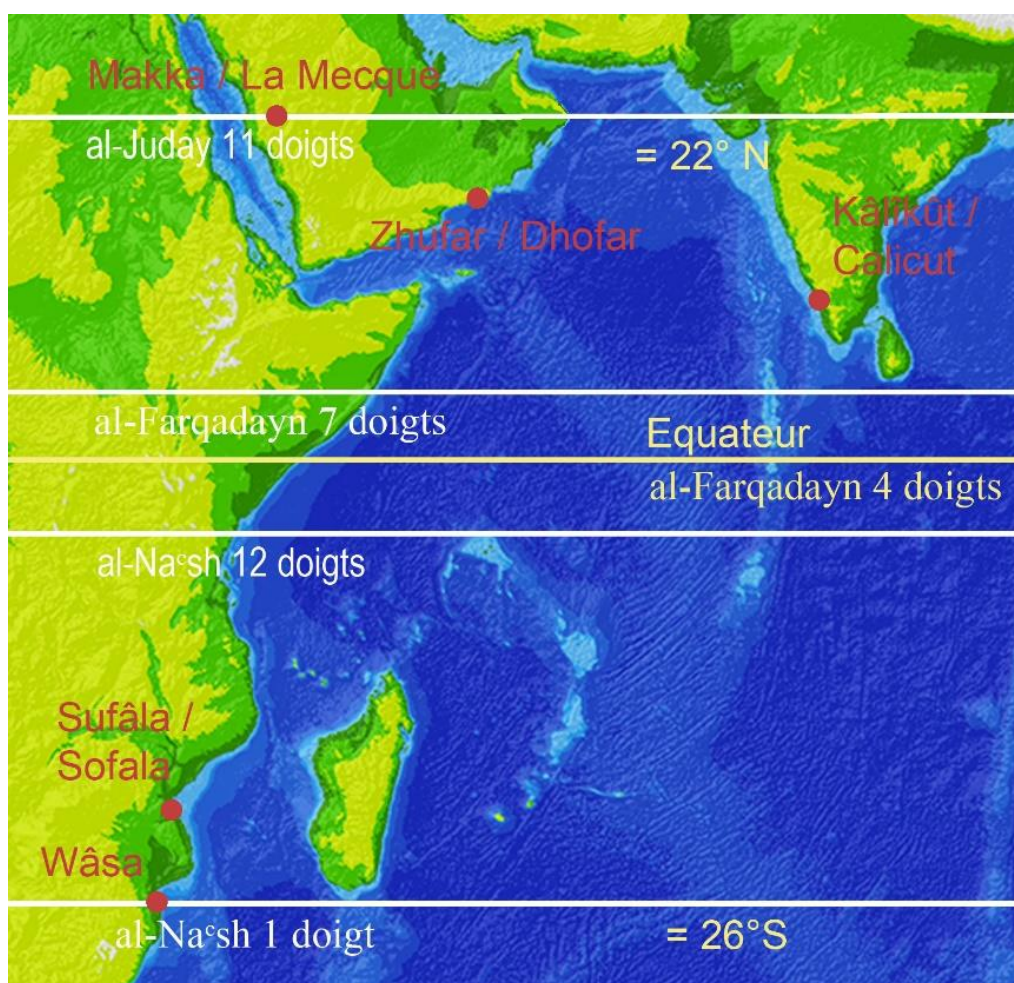 Makka / La Mecque
al-Juday 11 doigts
= 22° N
Zhufar / Dhofar
Kâlîkût /
Calicut
al-Farqadayn 7 doigts
Equateur
al-Farqadayn 4 doigts
al-Naᶜsh 12 doigts
Sufâla /
Sofala
Wâsa
al-Naᶜsh 1 doigt
= 26°S